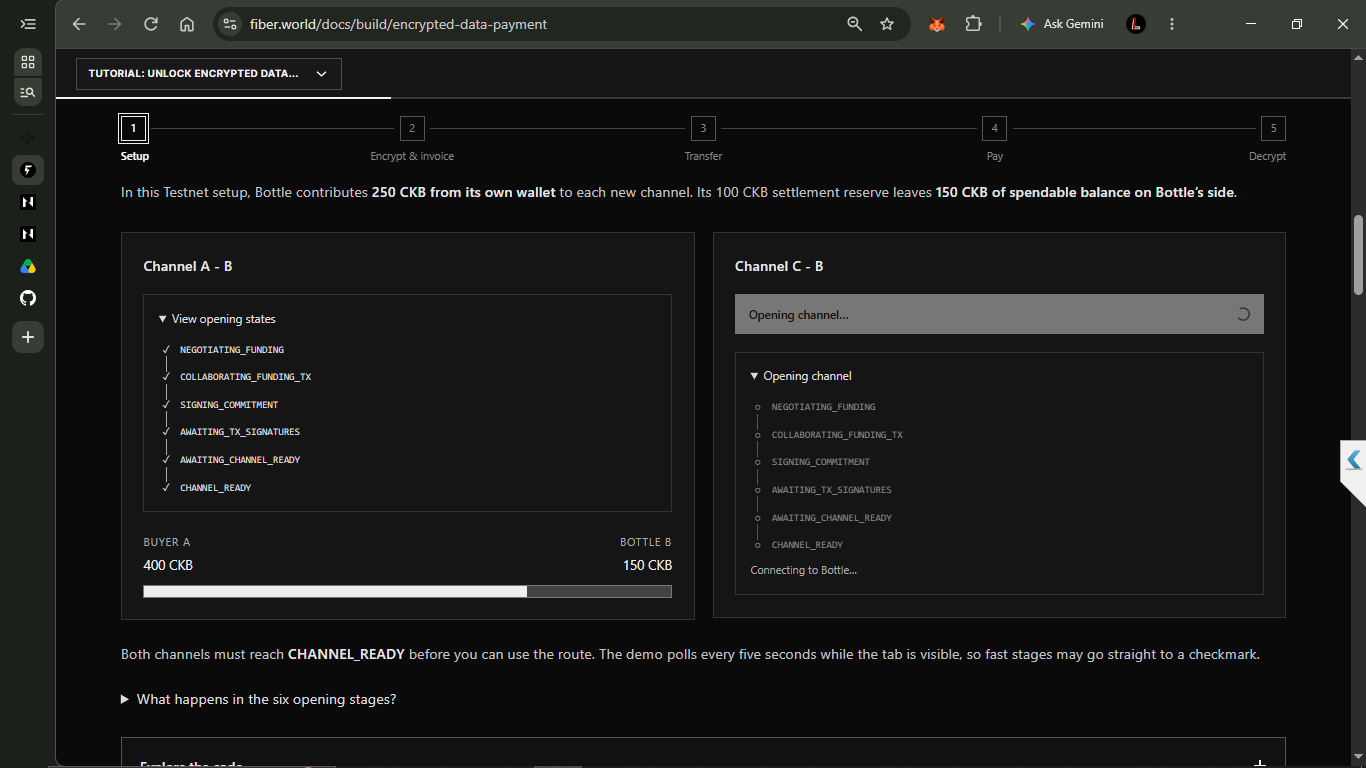 fiber.world/docs/build/encrypted-data-payment
Ask Gemini
TUTORIAL: UNLOCK ENCRYPTED DATA...
1
2
3
4
5
Setup
Encrypt & invoice
Transfer
Pay
Decrypt
In this Testnet setup, Bottle contributes 250 CKB from its own wallet to each new channel. Its 100 CKB settlement reserve leaves 150 CKB of spendable balance on Bottle’s side.
Channel A - B
▼ View opening states
✓ NEGOTIATING_FUNDING
✓ COLLABORATING_FUNDING_TX
✓ SIGNING_COMMITMENT
✓ AWAITING_TX_SIGNATURES
✓ AWAITING_CHANNEL_READY
✓ CHANNEL_READY
BUYER A
BOTTLE B
400 CKB
150 CKB
Channel C - B
Opening channel...
▼ Opening channel
NEGOTIATING_FUNDING
COLLABORATING_FUNDING_TX
SIGNING_COMMITMENT
AWAITING_TX_SIGNATURES
AWAITING_CHANNEL_READY
CHANNEL_READY
Connecting to Bottle...
Both channels must reach CHANNEL_READY before you can use the route. The demo polls every five seconds while the tab is visible, so fast stages may go straight to a checkmark.
▶ What happens in the six opening stages?
Explore the code